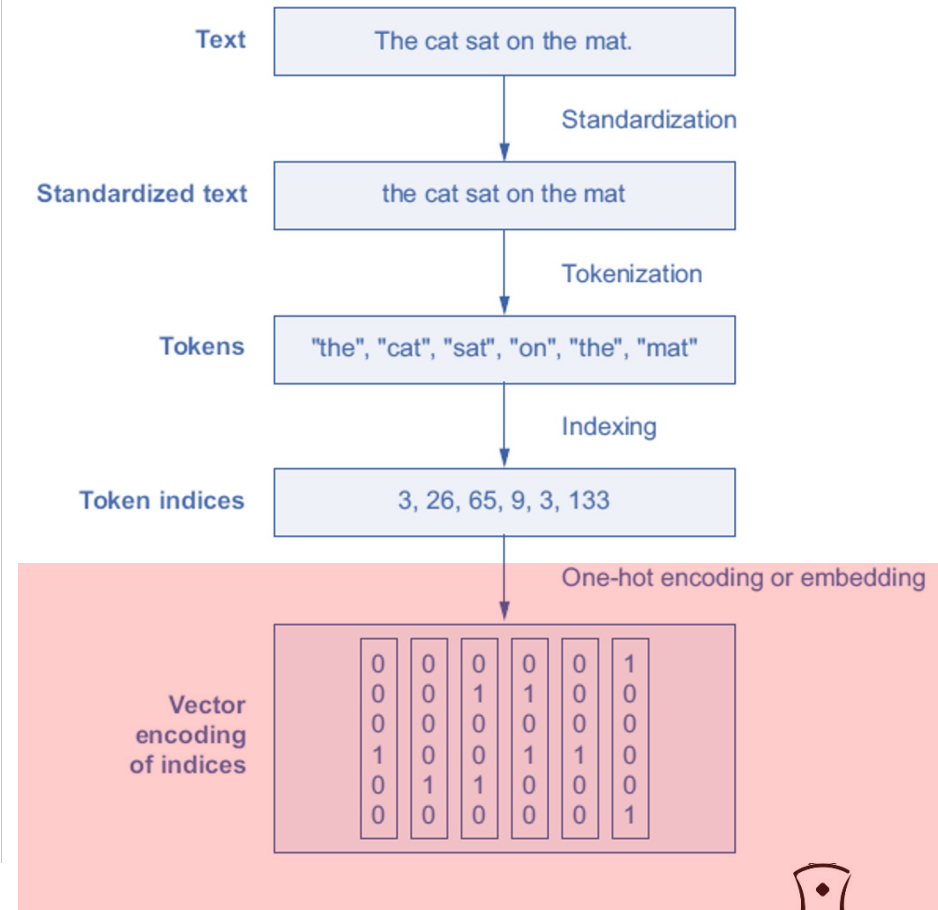 Text
The cat sat on the mat.
Standardization
Standardized text
the cat sat on the mat
Tokenization
Tokens
"the", "cat", "sat", "on", "the", "mat"
Indexing
Token indices
3, 26, 65, 9, 3, 133
One-hot encoding or embedding
Vector
encoding
of indices
0 0 0 0 0 1
0 0 1 1 0 0
0 0 0 0 0 0
1 0 0 1 1 0
0 1 1 0 0 0
0 0 0 0 0 1